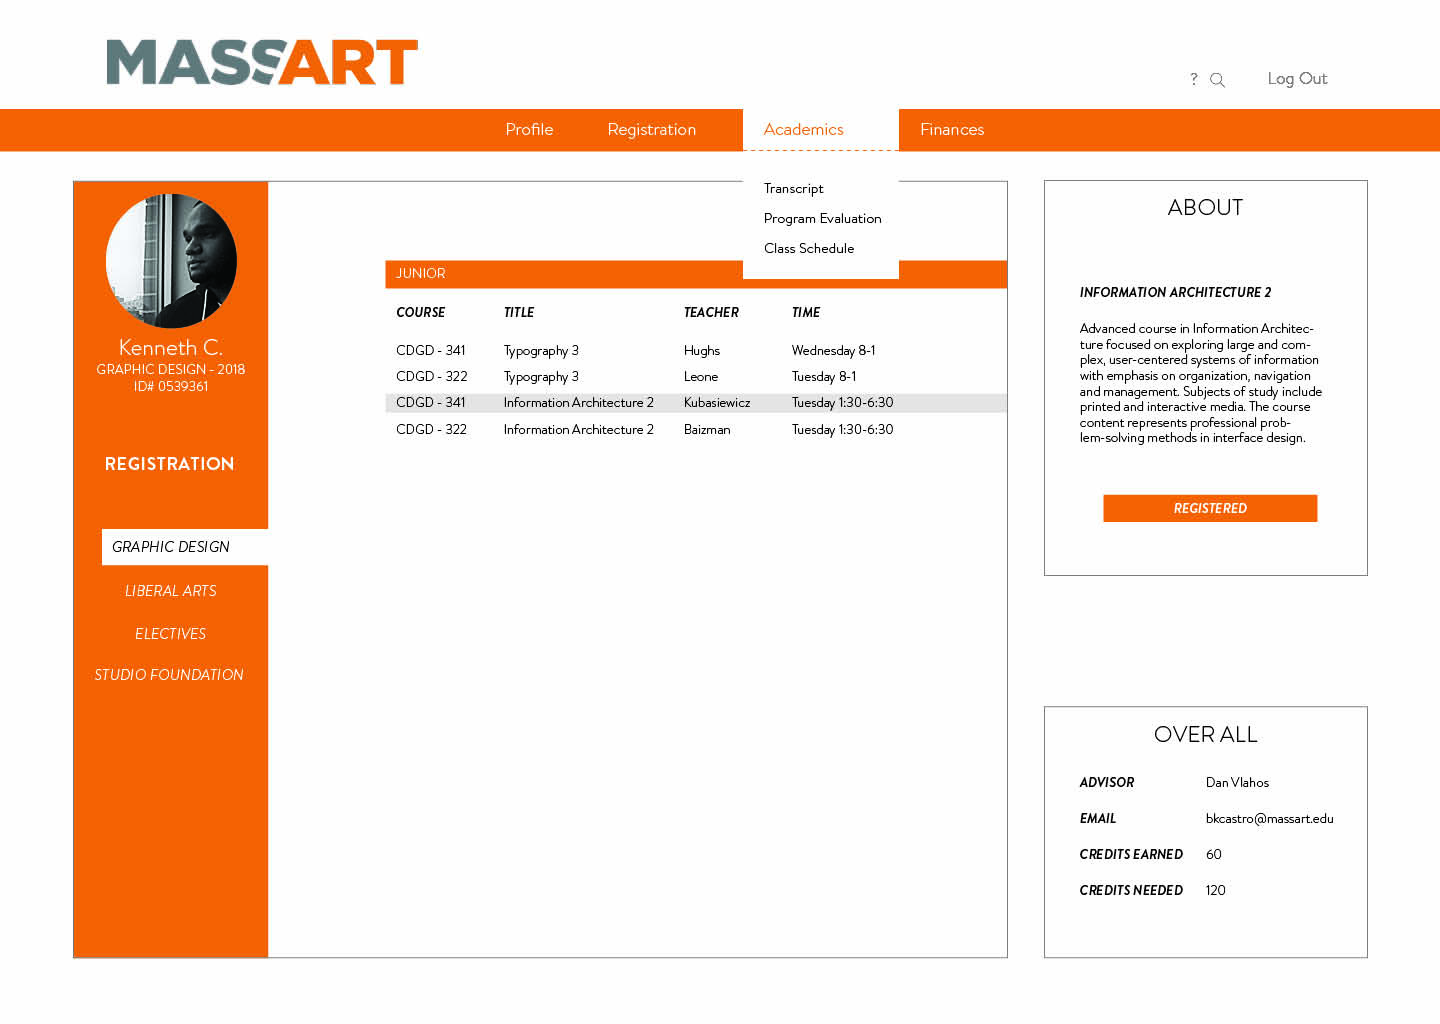 MASSART
? Log Out
Profile Registration Academics Finances
Transcript
Program Evaluation
Class Schedule
Kenneth C.
GRAPHIC DESIGN - 2018
ID# 0539361
REGISTRATION
GRAPHIC DESIGN
LIBERAL ARTS
ELECTIVES
STUDIO FOUNDATION
JUNIOR
COURSE TITLE TEACHER TIME
CDGD - 341 Typography 3 Hughs Wednesday 8-1
CDGD - 322 Typography 3 Leone Tuesday 8-1
CDGD - 341 Information Architecture 2 Kubasiewicz Tuesday 1:30-6:30
CDGD - 322 Information Architecture 2 Baizman Tuesday 1:30-6:30
ABOUT
INFORMATION ARCHITECTURE 2
Advanced course in Information Architec-
ture focused on exploring large and com-
plex, user-centered systems of information
with emphasis on organization, navigation
and management. Subjects of study include
printed and interactive media. The course
content represents professional prob-
lem-solving methods in interface design.
REGISTERED
OVER ALL
ADVISOR Dan Vlahos
EMAIL bkcastro@massart.edu
CREDITS EARNED 60
CREDITS NEEDED 120